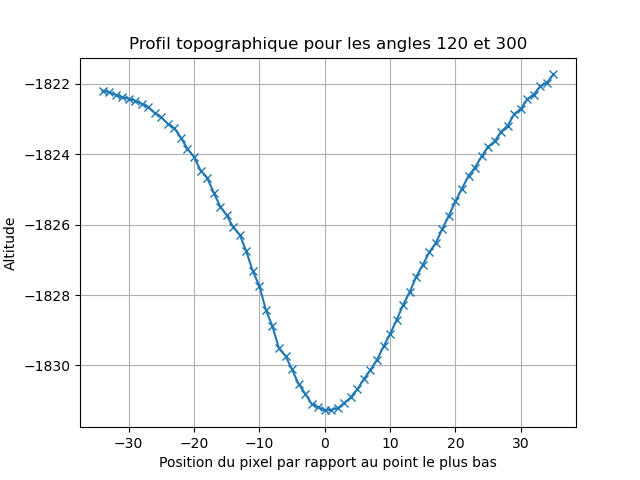 Profil topographique pour les angles 120 et 300
−1822
−1824
−1826
−1828
−1830
Altitude
−30 −20 −10 0 10 20 30
Position du pixel par rapport au point le plus bas